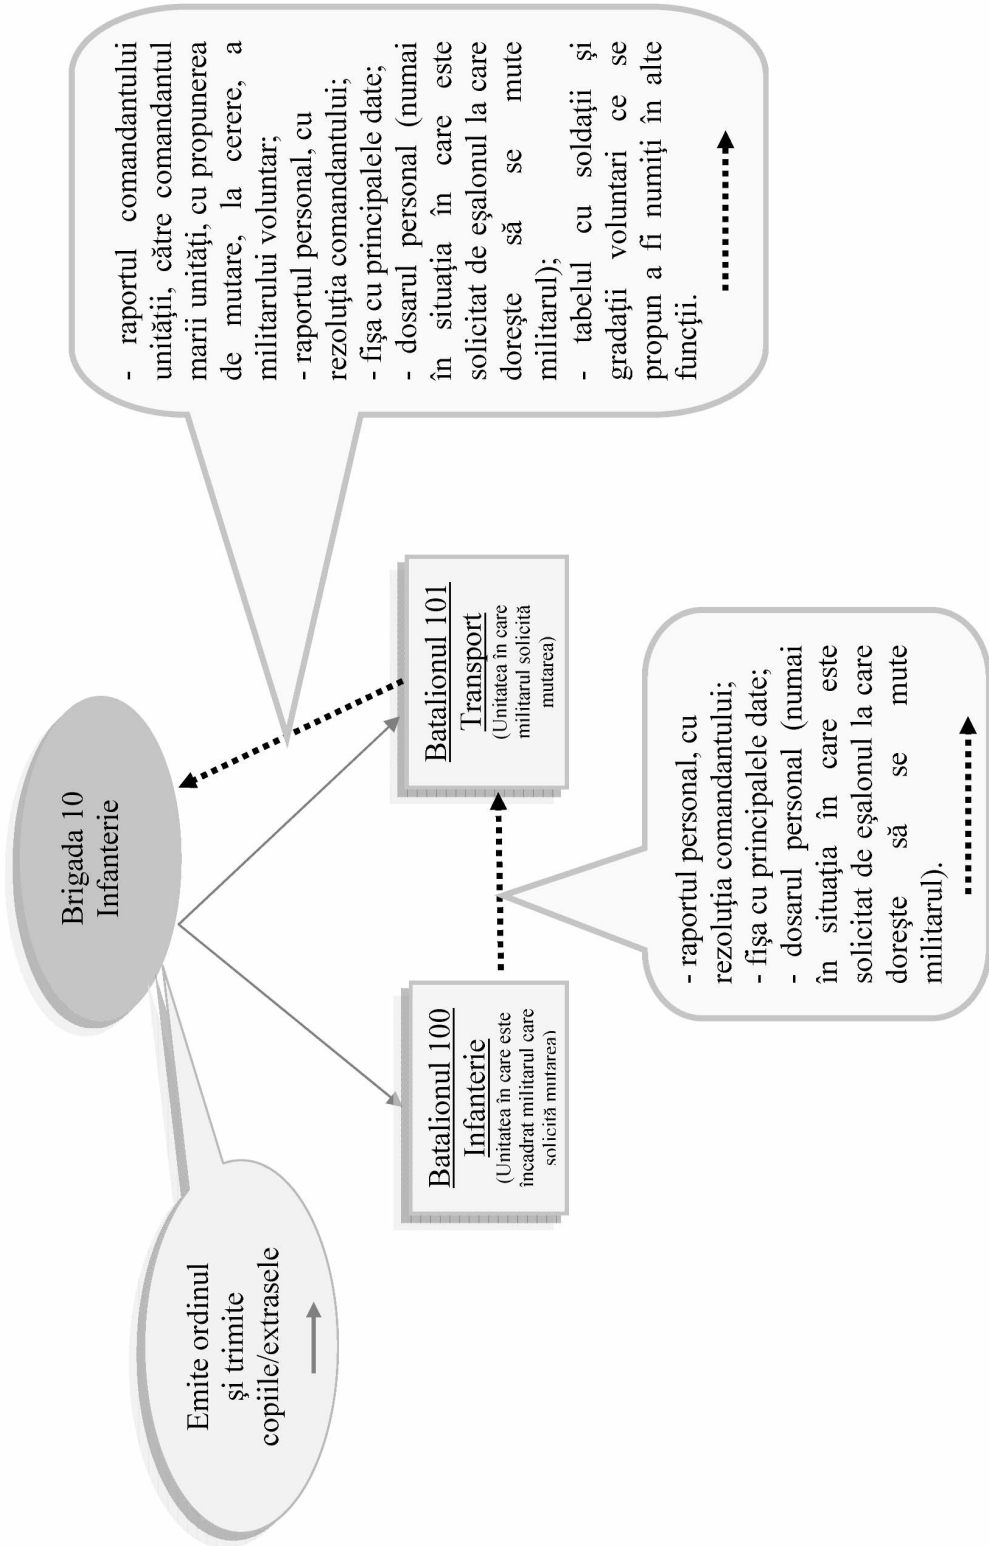 Brigada 10
Infanterie
Emite ordinul
şi trimite
copiile/extrasele
Batalionul 100
Infanterie
(Unitatea în care este
încadrat militarul care
solicită mutarea)
Batalionul 101
Transport
(Unitatea în care
militarul solicită
mutarea)
- raportul comandantului
unităţii, către comandantul
marii unităţi, cu propunerea
de mutare, la cerere, a
militarului voluntar;
- raportul personal, cu
rezoluţia comandantului;
- fişa cu principalele date;
- dosarul personal (numai
în situaţia în care este
solicitat de eşalonul la care
doreşte să se mute
militarul);
- tabelul cu soldaţii şi
gradaţii voluntari ce se
propun a fi numiţi în alte
funcţii.
- raportul personal, cu
rezoluţia comandantului;
- fişa cu principalele date;
- dosarul personal (numai
în situaţia în care este
solicitat de eşalonul la care
doreşte să se mute
militarul).